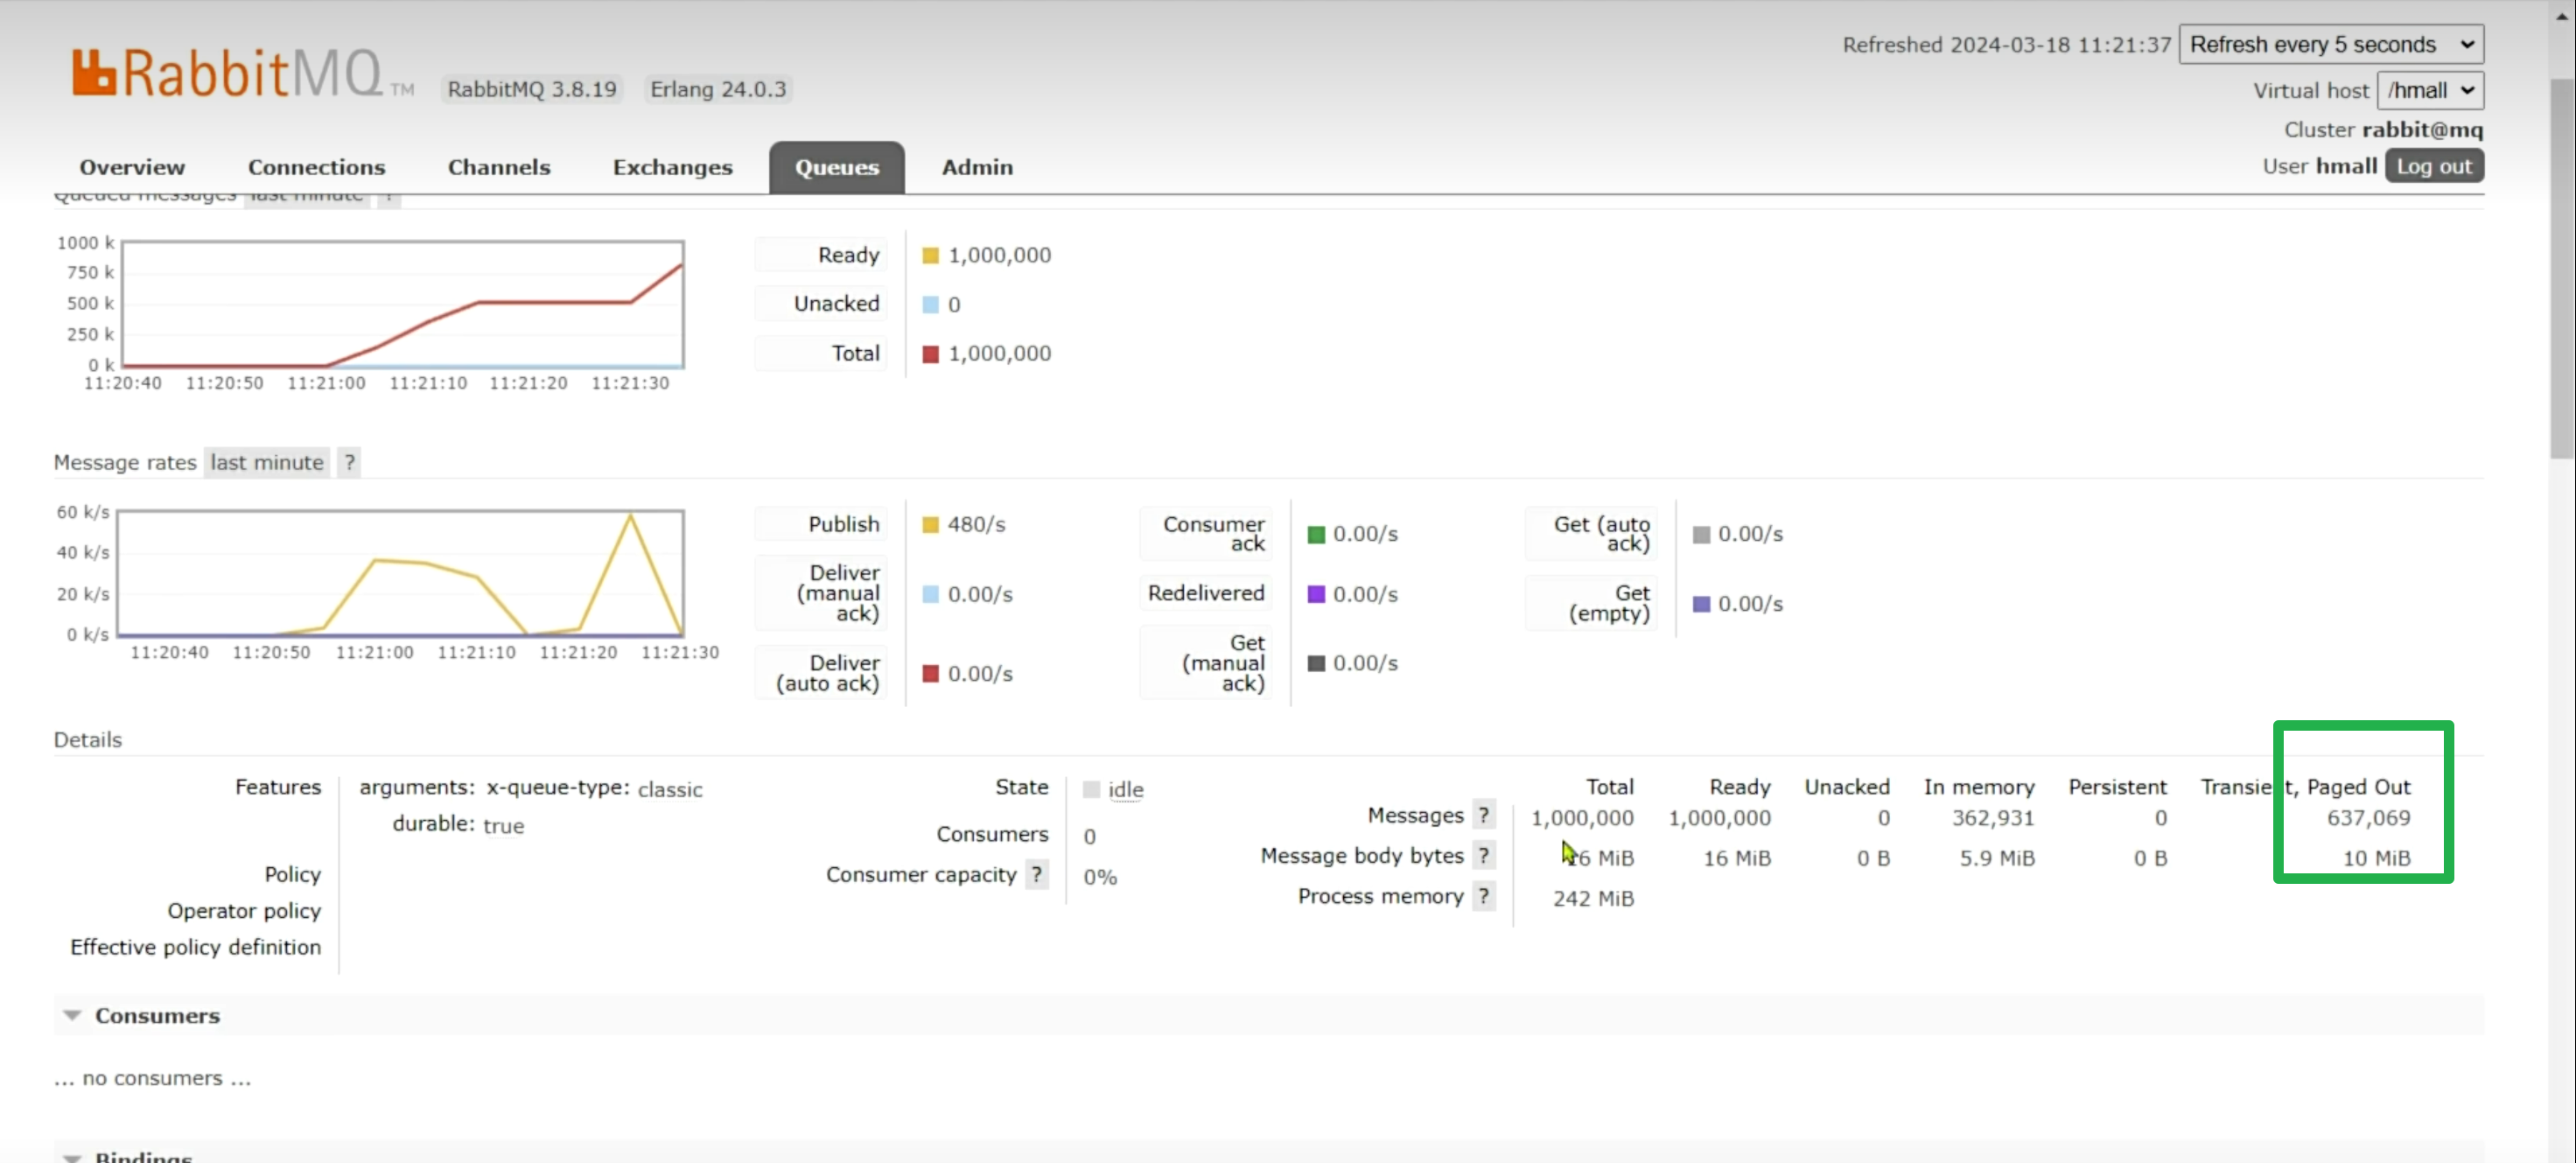 RabbitMQ TM RabbitMQ 3.8.19 Erlang 24.0.3
Refreshed 2024-03-18 11:21:37 Refresh every 5 seconds
Virtual host /hmall
Cluster rabbit@mq
User hmall Log out
Overview Connections Channels Exchanges Queues Admin
Queued messages last minute ?
1000 k
750 k
500 k
250 k
0 k
11:20:40 11:20:50 11:21:00 11:21:10 11:21:20 11:21:30
Ready 1,000,000
Unacked 0
Total 1,000,000
Message rates last minute ?
60 k/s
40 k/s
20 k/s
0 k/s
11:20:40 11:20:50 11:21:00 11:21:10 11:21:20 11:21:30
Publish 480/s
Deliver
(manual
ack) 0.00/s
Deliver
(auto ack) 0.00/s
Consumer
ack 0.00/s
Redelivered 0.00/s
Get
(manual
ack) 0.00/s
Get (auto
ack) 0.00/s
Get
(empty) 0.00/s
Details
Features arguments: x-queue-type: classic
durable: true
Policy
Operator policy
Effective policy definition
State idle
Consumers 0
Consumer capacity ? 0%
Total Ready Unacked In memory Persistent Transient, Paged Out
Messages ? 1,000,000 1,000,000 0 362,931 0 637,069
Message body bytes ? 16 MiB 16 MiB 0 B 5.9 MiB 0 B 10 MiB
Process memory ? 242 MiB
Consumers
... no consumers ...
Bindings